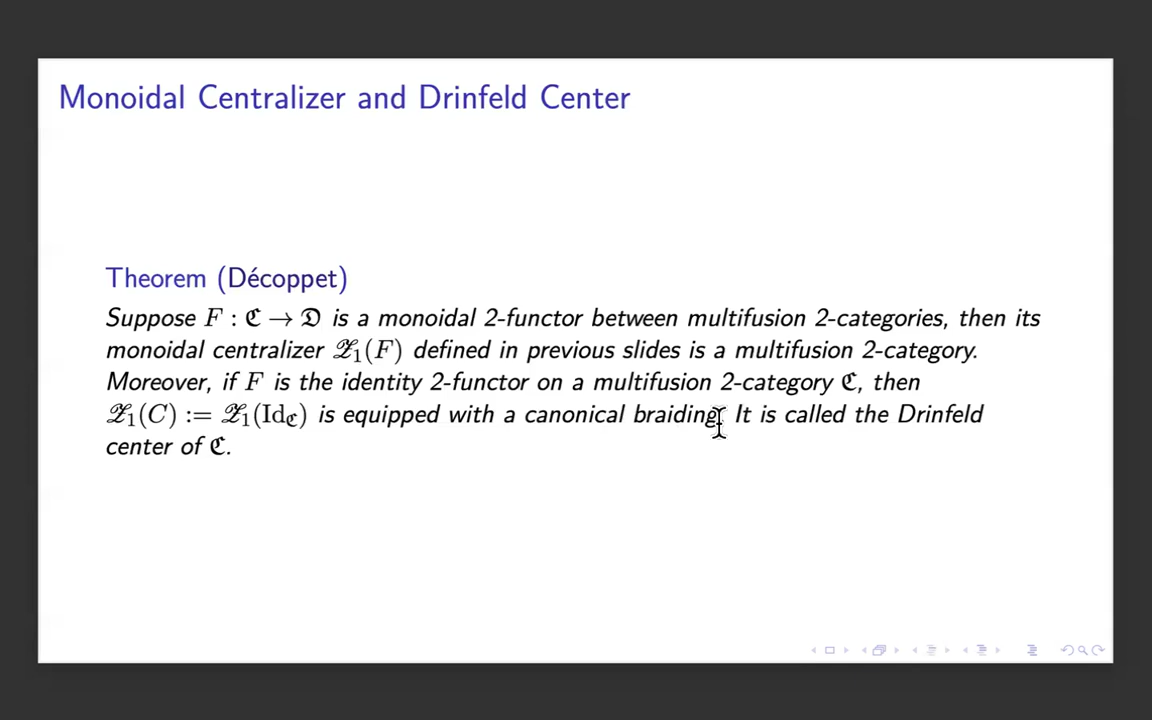 Monoidal Centralizer and Drinfeld Center
Theorem (Décoppet)
Suppose F : ℭ → 𝔇 is a monoidal 2-functor between multifusion 2-categories, then its
monoidal centralizer 𝒵₁(F) defined in previous slides is a multifusion 2-category.
Moreover, if F is the identity 2-functor on a multifusion 2-category ℭ, then
𝒵₁(C) := 𝒵₁(Id_ℭ) is equipped with a canonical braiding. It is called the Drinfeld
center of ℭ.